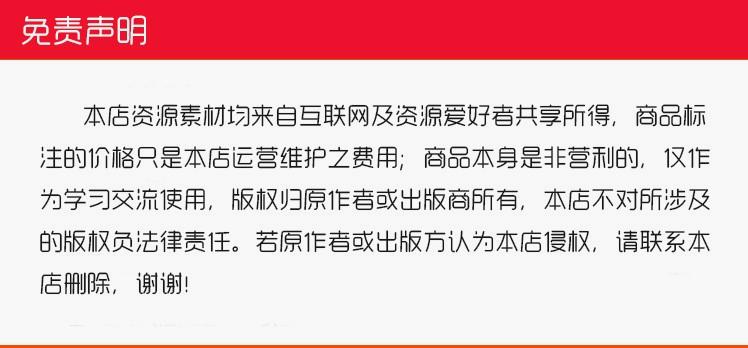 免责声明
本店资源素材均来自互联网及资源爱好者共享所得，商品标
注的价格只是本店运营维护之费用；商品本身是非营利的，仅作
为学习交流使用，版权归原作者或出版商所有，本店不对所涉及
的版权负法律责任。若原作者或出版方认为本店侵权，请联系本
店删除，谢谢！